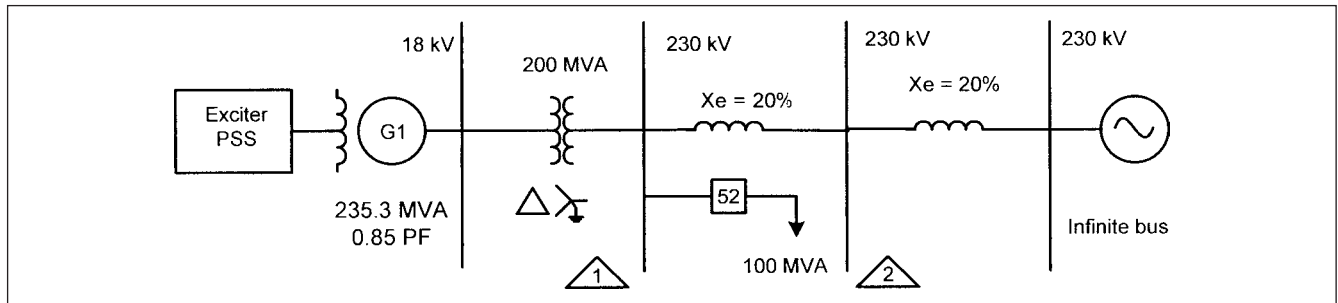 18 kV
230 kV
230 kV
230 kV
200 MVA
Xe = 20%
Xe = 20%
Exciter
PSS
G1
52
235.3 MVA
0.85 PF
Infinite bus
100 MVA
1
2